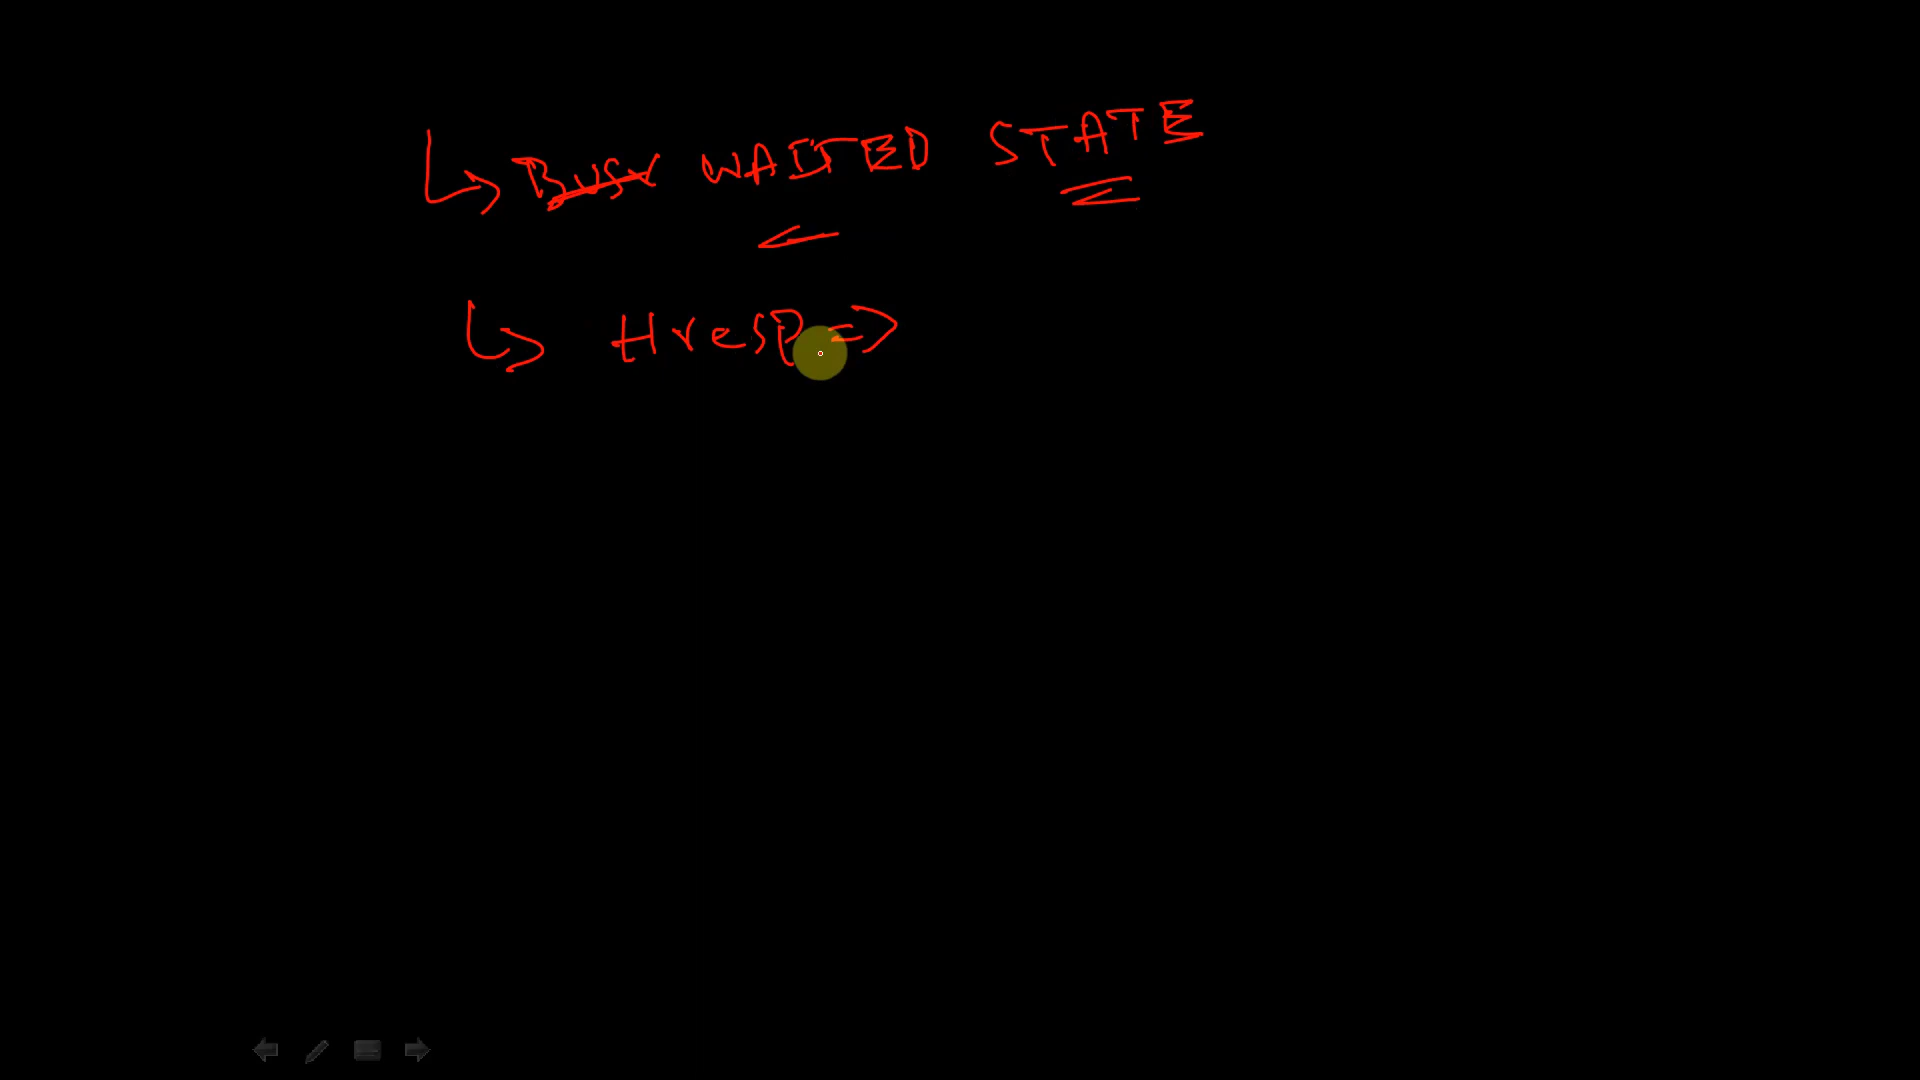 ↳ BUSY WAITED STATE
↳ HresP ⇒